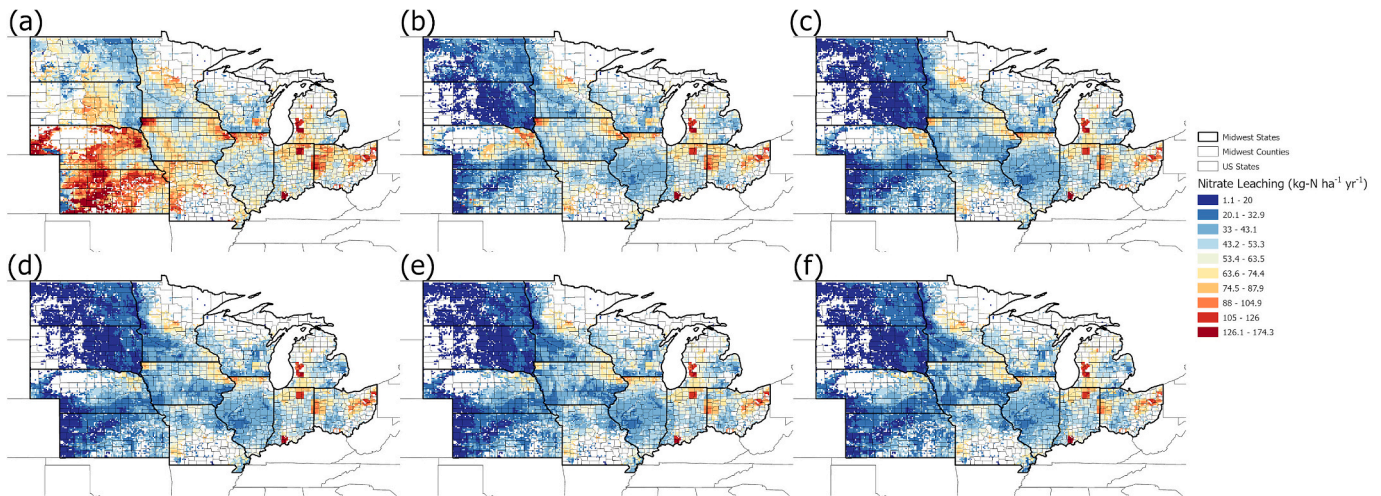 (a)
(b)
(c)
Midwest States
Midwest Counties
US States
Nitrate Leaching (kg-N ha⁻¹ yr⁻¹)
1.1 - 20
20.1 - 32.9
33 - 43.1
43.2 - 53.3
53.4 - 63.5
63.6 - 74.4
74.5 - 87.9
88 - 104.9
105 - 126
126.1 - 174.3
(d)
(e)
(f)